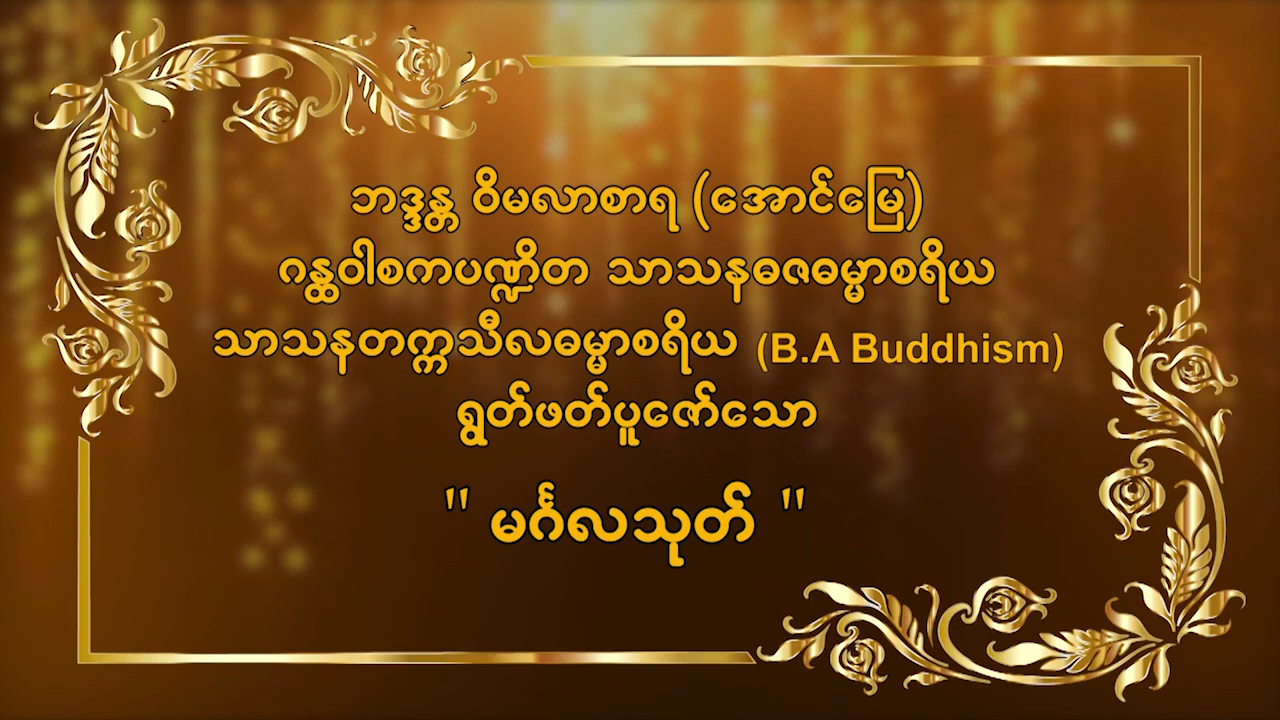 ဘဒ္ဒန္တ ဝိမလာစာရ (အောင်မြေ)
ဂန္ထဝါစကပဏ္ဍိတ သာသနဓဇဓမ္မာစရိယ
သာသနတက္ကသီလဓမ္မာစရိယ (B.A Buddhism)
ရွတ်ဖတ်ပူဇော်သော
" မင်္ဂလသုတ် "